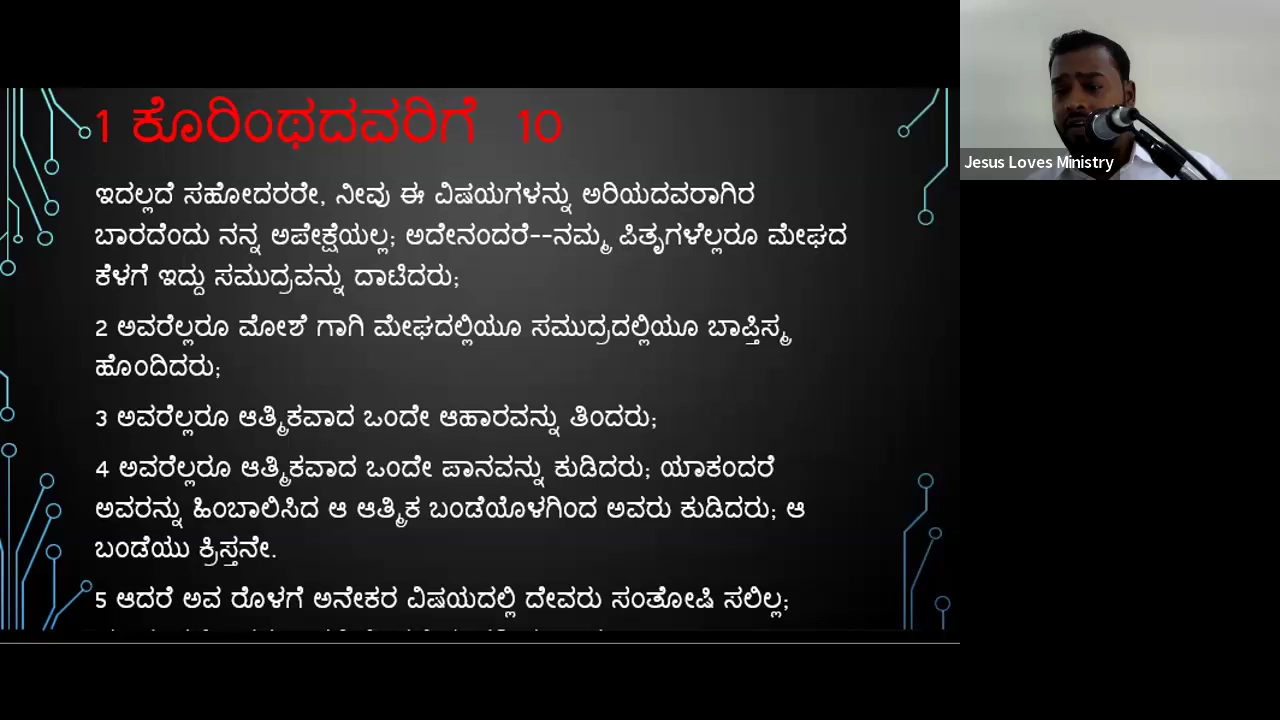 1 ಕೊರಿಂಥದವರಿಗೆ 10
ಇದಲ್ಲದೆ ಸಹೋದರರೇ, ನೀವು ಈ ವಿಷಯಗಳನ್ನು ಅರಿಯದವರಾಗಿರ
ಬಾರದೆಂದು ನನ್ನ ಅಪೇಕ್ಷೆಯಲ್ಲ; ಅದೇನಂದರೆ--ನಮ್ಮ ಪಿತೃಗಳೆಲ್ಲರೂ ಮೇಘದ
ಕೆಳಗೆ ಇದ್ದು ಸಮುದ್ರವನ್ನು ದಾಟಿದರು;
2 ಅವರೆಲ್ಲರೂ ಮೋಶೆ ಗಾಗಿ ಮೇಘದಲ್ಲಿಯೂ ಸಮುದ್ರದಲ್ಲಿಯೂ ಬಾಪ್ತಿಸ್ಮ
ಹೊಂದಿದರು;
3 ಅವರೆಲ್ಲರೂ ಆತ್ಮಿಕವಾದ ಒಂದೇ ಆಹಾರವನ್ನು ತಿಂದರು;
4 ಅವರೆಲ್ಲರೂ ಆತ್ಮಿಕವಾದ ಒಂದೇ ಪಾನವನ್ನು ಕುಡಿದರು; ಯಾಕಂದರೆ
ಅವರನ್ನು ಹಿಂಬಾಲಿಸಿದ ಆ ಆತ್ಮಿಕ ಬಂಡೆಯೊಳಗಿಂದ ಅವರು ಕುಡಿದರು; ಆ
ಬಂಡೆಯು ಕ್ರಿಸ್ತನೇ.
5 ಆದರೆ ಅವ ರೊಳಗೆ ಅನೇಕರ ವಿಷಯದಲ್ಲಿ ದೇವರು ಸಂತೋಷಿ ಸಲಿಲ್ಲ;
Jesus Loves Ministry